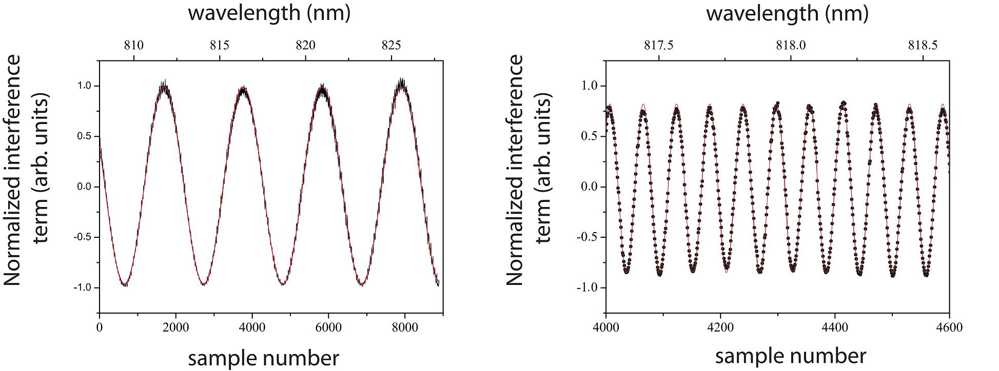 wavelength (nm)
810 815 820 825
Normalized interference
term (arb. units)
1.0
0.5
0.0
-0.5
-1.0
0 2000 4000 6000 8000
sample number
wavelength (nm)
817.5 818.0 818.5
Normalized interference
term (arb. units)
1.0
0.5
0.0
-0.5
-1.0
4000 4200 4400 4600
sample number